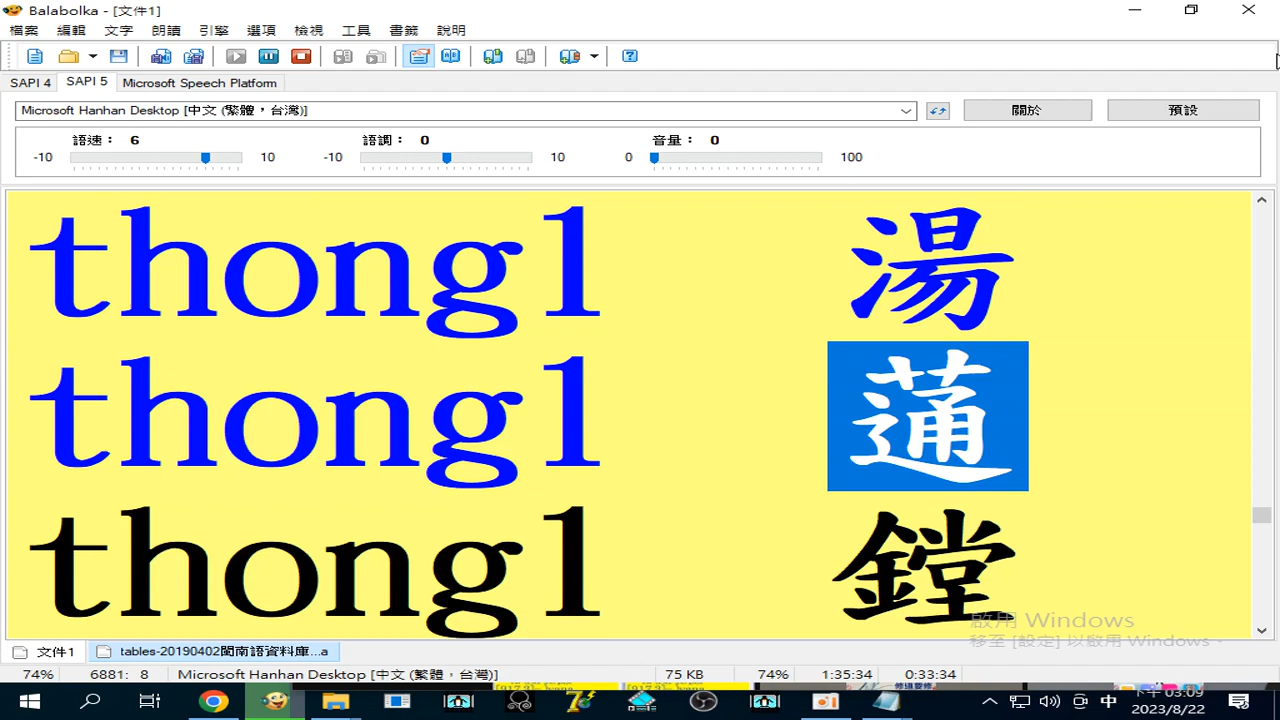 Balabolka - [文件1]
檔案 編輯 文字 朗讀 引擎 選項 檢視 工具 書籤 說明
SAPI 4 SAPI 5 Microsoft Speech Platform
Microsoft Hanhan Desktop [中文 (繁體，台灣)] 關於 預設
語速： 6 語調： 0 音量： 0
-10 10 -10 10 0 100
thong1 湯
thong1 蓪
thong1 鏜
啟用 Windows
移至 [設定] 以啟用 Windows。
文件1 tables-20190402閩南語資料庫...a
74% 6881: 8 Microsoft Hanhan Desktop [中文 (繁體，台灣)] 75 KB 74% 1:35:34 0:33:34
中 下午 03:09
2023/8/22